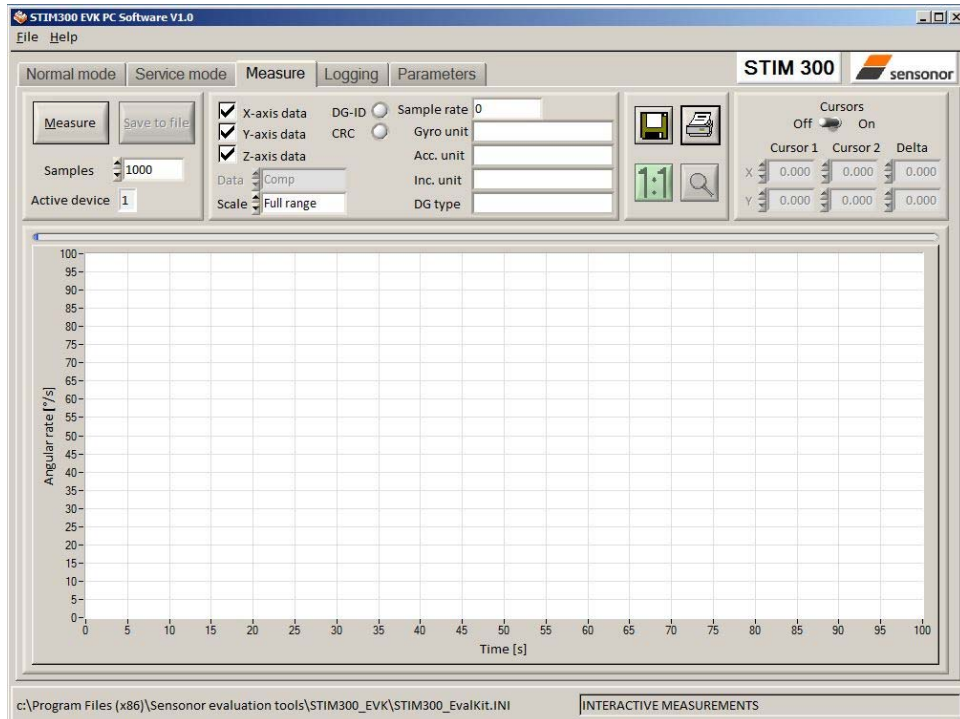 STIM300 EVK PC Software V1.0
File Help
Normal mode Service mode Measure Logging Parameters
STIM 300 sensonor
Measure Save to file
Samples 1000
Active device 1
X-axis data DG-ID Sample rate 0
Y-axis data CRC Gyro unit
Z-axis data Acc. unit
Data Comp Inc. unit
Scale Full range DG type
1:1
Cursors
Off On
Cursor 1 Cursor 2 Delta
X 0.000 0.000 0.000
Y 0.000 0.000 0.000
100
95
90
85
80
75
70
65
60
55
50
45
40
35
30
25
20
15
10
5
0
Angular rate [°/s]
0 5 10 15 20 25 30 35 40 45 50 55 60 65 70 75 80 85 90 95 100
Time [s]
c:\Program Files (x86)\Sensonor evaluation tools\STIM300_EVK\STIM300_EvalKit.INI INTERACTIVE MEASUREMENTS